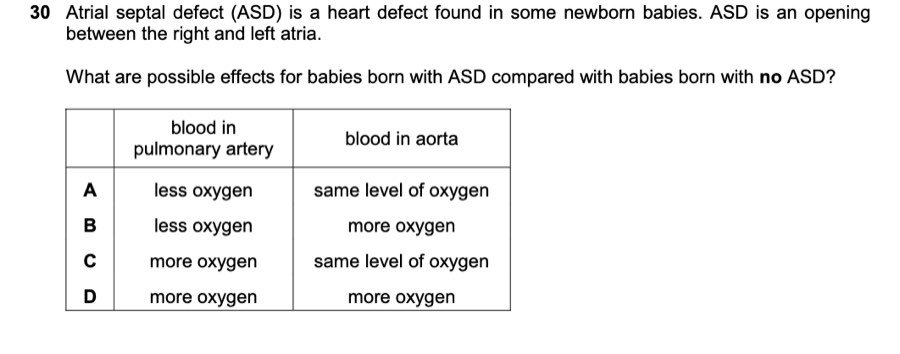 30 Atrial septal defect (ASD) is a heart defect found in some newborn babies. ASD is an opening
between the right and left atria.
What are possible effects for babies born with ASD compared with babies born with no ASD?
blood in
pulmonary artery
blood in aorta
A less oxygen same level of oxygen
B less oxygen more oxygen
C more oxygen same level of oxygen
D more oxygen more oxygen